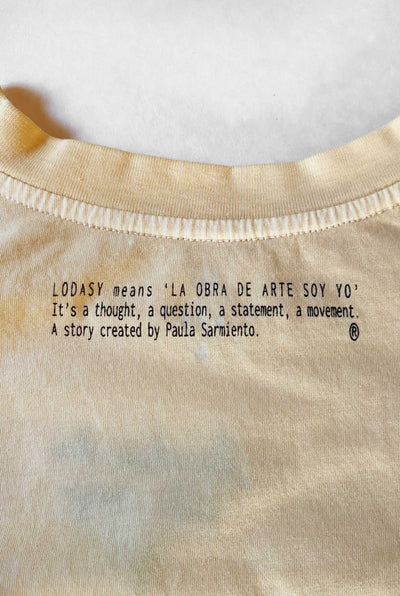 LODASY means 'LA OBRA DE ARTE SOY YO'
It's a thought, a question, a statement, a movement.
A story created by Paula Sarmiento. ®